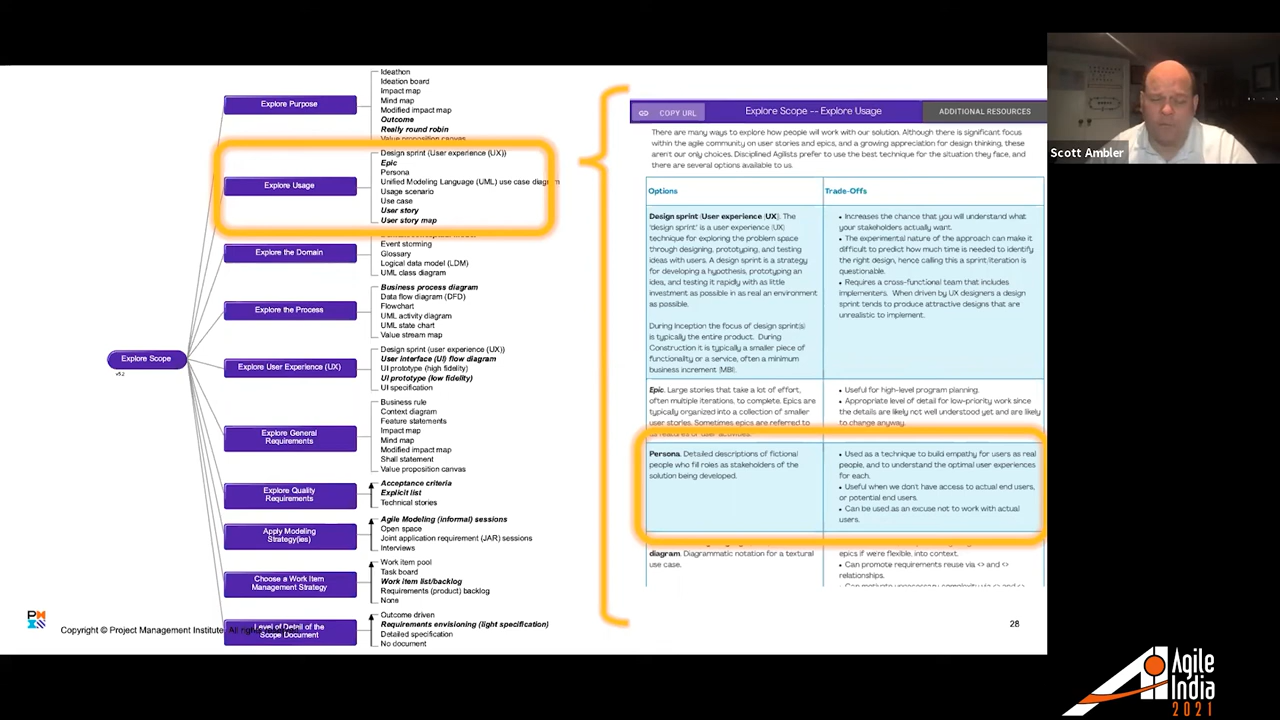 Explore Scope
v5.2
Explore Purpose
Ideathon
Ideation board
Impact map
Mind map
Modified impact map
Outcome
Really round robin
Value proposition canvas
Explore Usage
Design sprint (User experience (UX))
Epic
Persona
Unified Modeling Language (UML) use case diagram
Usage scenario
Use case
User story
User story map
Explore the Domain
Event storming
Glossary
Logical data model (LDM)
UML class diagram
Explore the Process
Business process diagram
Data flow diagram (DFD)
Flowchart
UML activity diagram
UML state chart
Value stream map
Explore User Experience (UX)
Design sprint (user experience (UX))
User interface (UI) flow diagram
UI prototype (high fidelity)
UI prototype (low fidelity)
UI specification
Explore General
Requirements
Business rule
Context diagram
Feature statements
Impact map
Mind map
Modified impact map
Shall statement
Value proposition canvas
Explore Quality
Requirements
Acceptance criteria
Explicit list
Technical stories
Apply Modeling
Strategy(ies)
Agile Modeling (informal) sessions
Open space
Joint application requirement (JAR) sessions
Interviews
Choose a Work Item
Management Strategy
Work item pool
Task board
Work item list/backlog
Requirements (product) backlog
None
Level of Detail of the
Scope Document
Outcome driven
Requirements envisioning (light specification)
Detailed specification
No document
Copyright © Project Management Institute. All
COPY URL
Explore Scope -- Explore Usage
ADDITIONAL RESOURCES
There are many ways to explore how people will work with our solution. Although there is significant focus
within the agile community on user stories and epics, and a growing appreciation for design thinking, these
aren't our only choices. Disciplined Agilists prefer to use the best technique for the situation they face, and
there are several options available to us.
Options
Trade-Offs
Design sprint (User experience (UX). The
'design sprint' is a user experience (UX)
technique for exploring the problem space
through designing, prototyping, and testing
ideas with users. A design sprint is a strategy
for developing a hypothesis, prototyping an
idea, and testing it rapidly with as little
investment as possible in as real an environment
as possible.
During Inception the focus of design sprint(s)
is typically the entire product. During
Construction it is typically a smaller piece of
functionality or a service, often a minimum
business increment (MBI).
• Increases the chance that you will understand what
your stakeholders actually want.
• The experimental nature of the approach can make it
difficult to predict how much time is needed to identify
the right design, hence calling this a sprint/iteration is
questionable.
• Requires a cross-functional team that includes
implementers. When driven by UX designers a design
sprint tends to produce attractive designs that are
unrealistic to implement.
Epic. Large stories that take a lot of effort,
often multiple iterations, to complete. Epics are
typically organized into a collection of smaller
user stories. Sometimes epics are referred to
as features or user activities.
• Useful for high-level program planning.
• Appropriate level of detail for low-priority work since
the details are likely not well understood yet and are likely
to change anyway.
Persona. Detailed descriptions of fictional
people who fill roles as stakeholders of the
solution being developed.
• Used as a technique to build empathy for users as real
people, and to understand the optimal user experiences
for each.
• Useful when we don't have access to actual end users,
or potential end users.
• Can be used as an excuse not to work with actual
users.
diagram. Diagrammatic notation for a textural
use case.
epics if we're flexible, into context.
• Can promote requirements reuse via <> and <>
relationships.
28
Scott Ambler
Agile
India
2021